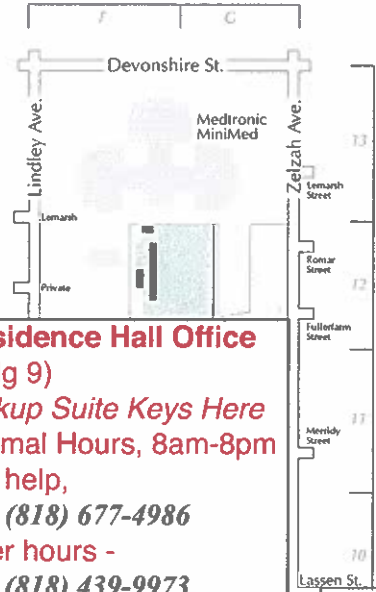 F G
Devonshire St.
Lindley Ave.
Medtronic
MiniMed
Zelzah Ave.
13
Lemarsh
Street
Lemarsh
Romar
Street
12
Private
Fullerfarm
Street
sidence Hall Office
g 9)
kup Suite Keys Here
mal Hours, 8am-8pm
help,
(818) 677-4986
er hours -
(818) 439-9973
11
Merridy
Street
10
Lassen St.